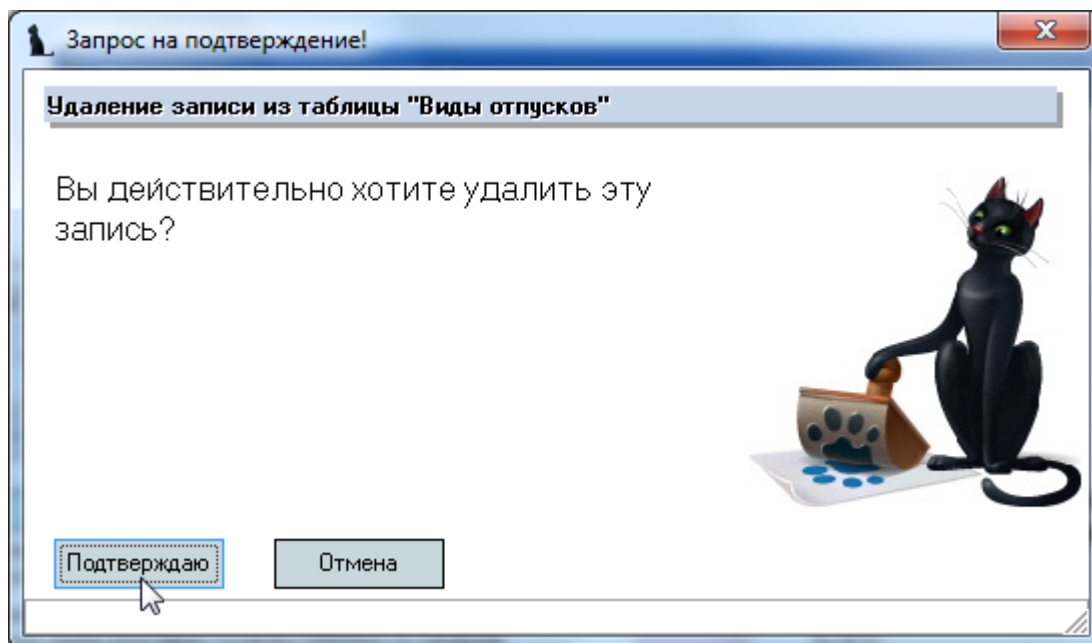 Запрос на подтверждение!
Удаление записи из таблицы "Виды отпусков"
Вы действительно хотите удалить эту
запись?
Подтверждаю
Отмена